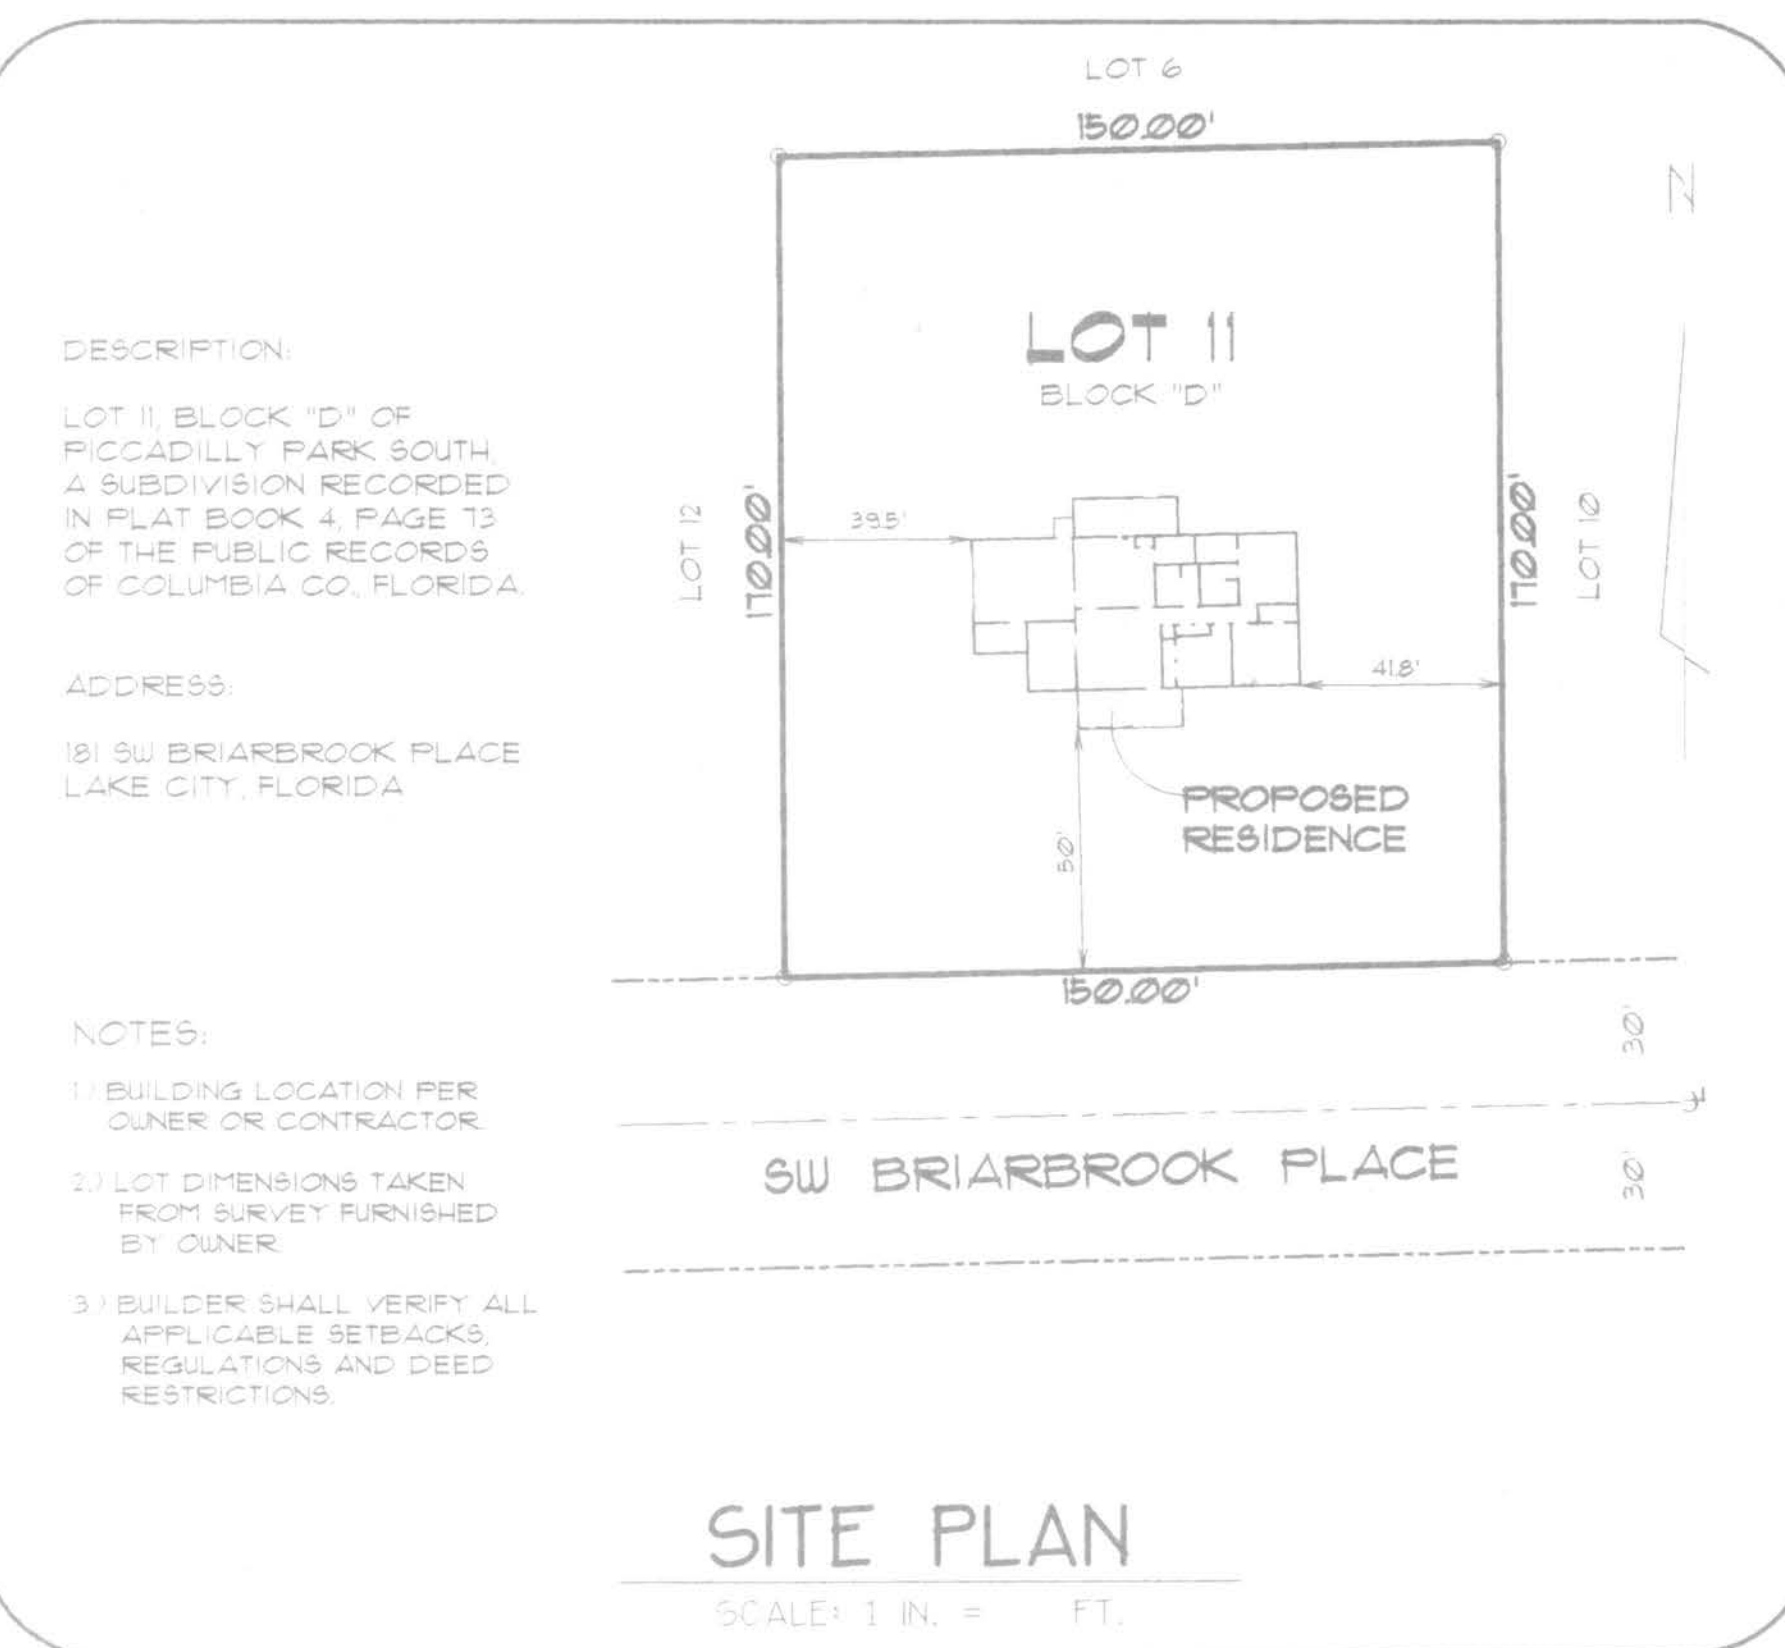 LOT 6
150.00'
N
LOT 11
BLOCK "D"
DESCRIPTION:
LOT 11, BLOCK "D" OF
PICCADILLY PARK SOUTH,
A SUBDIVISION RECORDED
IN PLAT BOOK 4, PAGE 73
OF THE PUBLIC RECORDS
OF COLUMBIA CO., FLORIDA.
LOT 12
170.00'
39.5'
170.00'
LOT 10
41.8'
ADDRESS:
181 SW BRIARBROOK PLACE
LAKE CITY, FLORIDA
PROPOSED
RESIDENCE
50'
150.00'
NOTES:
1.) BUILDING LOCATION PER
OWNER OR CONTRACTOR.
2.) LOT DIMENSIONS TAKEN
FROM SURVEY FURNISHED
BY OWNER.
3.) BUILDER SHALL VERIFY ALL
APPLICABLE SETBACKS,
REGULATIONS AND DEED
RESTRICTIONS.
30'
SW BRIARBROOK PLACE
30'
SITE PLAN
SCALE: 1 IN. = FT.